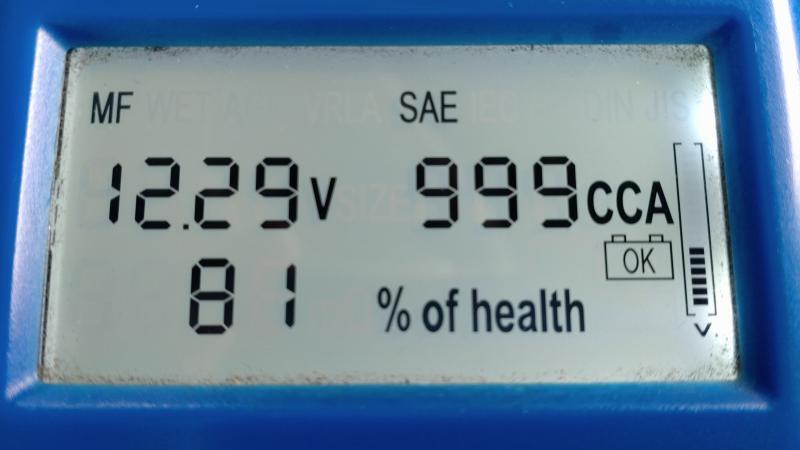 MF SAE
12.29 V 999 CCA
OK
81 % of health